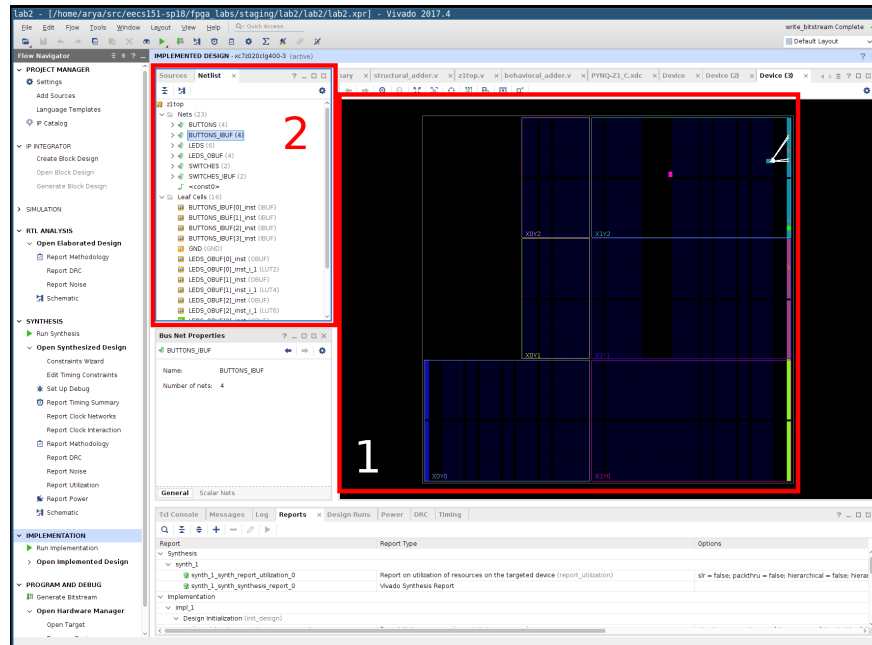 lab2 - [/home/arya/src/eecs151-sp18/fpga_labs/staging/lab2/lab2/lab2.xpr] - Vivado 2017.4
File Edit Flow Tools Window Layout View Help Quick Access
write_bitstream Complete
Default Layout
Flow Navigator
IMPLEMENTED DESIGN - xc7z020clg400-3 (active)
PROJECT MANAGER
Settings
Add Sources
Language Templates
IP Catalog
IP INTEGRATOR
Create Block Design
Open Block Design
Generate Block Design
SIMULATION
RTL ANALYSIS
Open Elaborated Design
Report Methodology
Report DRC
Report Noise
Schematic
SYNTHESIS
Run Synthesis
Open Synthesized Design
Constraints Wizard
Edit Timing Constraints
Set Up Debug
Report Timing Summary
Report Clock Networks
Report Clock Interaction
Report Methodology
Report DRC
Report Noise
Report Utilization
Report Power
Schematic
IMPLEMENTATION
Run Implementation
Open Implemented Design
PROGRAM AND DEBUG
Generate Bitstream
Open Hardware Manager
Open Target
Sources Netlist
z1top
Nets (23)
BUTTONS (4)
BUTTONS_IBUF (4)
LEDS (6)
LEDS_OBUF (4)
SWITCHES (2)
SWITCHES_IBUF (2)
<const0>
Leaf Cells (16)
BUTTONS_IBUF[0]_inst (IBUF)
BUTTONS_IBUF[1]_inst (IBUF)
BUTTONS_IBUF[2]_inst (IBUF)
BUTTONS_IBUF[3]_inst (IBUF)
GND (GND)
LEDS_OBUF[0]_inst (OBUF)
LEDS_OBUF[0]_inst_i_1 (LUT2)
LEDS_OBUF[1]_inst (OBUF)
LEDS_OBUF[1]_inst_i_1 (LUT4)
LEDS_OBUF[2]_inst (OBUF)
LEDS_OBUF[2]_inst_i_1 (LUT6)
2
Bus Net Properties
BUTTONS_IBUF
Name: BUTTONS_IBUF
Number of nets: 4
General Scalar Nets
structural_adder.v z1top.v behavioral_adder.v PYNQ-Z1_C.xdc Device Device (2) Device (3)
X0Y2 X1Y2
X0Y1 X1Y1
X0Y0 X1Y0
1
Tcl Console Messages Log Reports Design Runs Power DRC Timing
Report Report Type Options
Synthesis
synth_1
synth_1_synth_report_utilization_0 Report on utilization of resources on the targeted device (report_utilization) slr = false; packthru = false; hierarchical = false;
synth_1_synth_synthesis_report_0 Vivado Synthesis Report
Implementation
impl_1
Design Initialization (init_design)